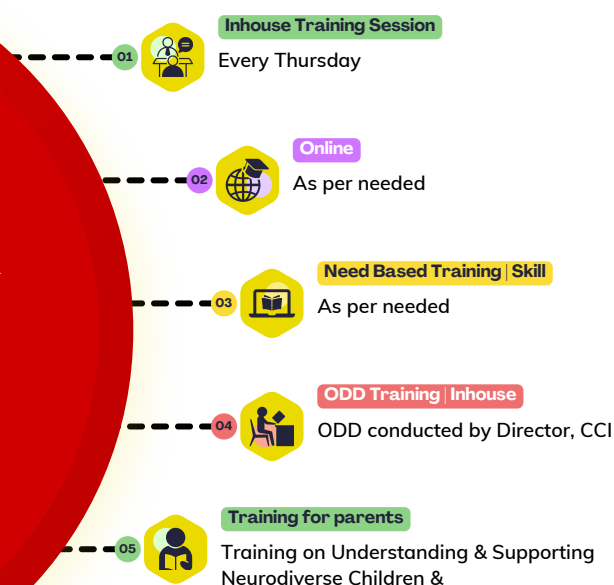 Inhouse Training Session
01
Every Thursday
Online
02
As per needed
Need Based Training | Skill
03
As per needed
ODD Training | Inhouse
04
ODD conducted by Director, CCI
Training for parents
05
Training on Understanding & Supporting
Neurodiverse Children &